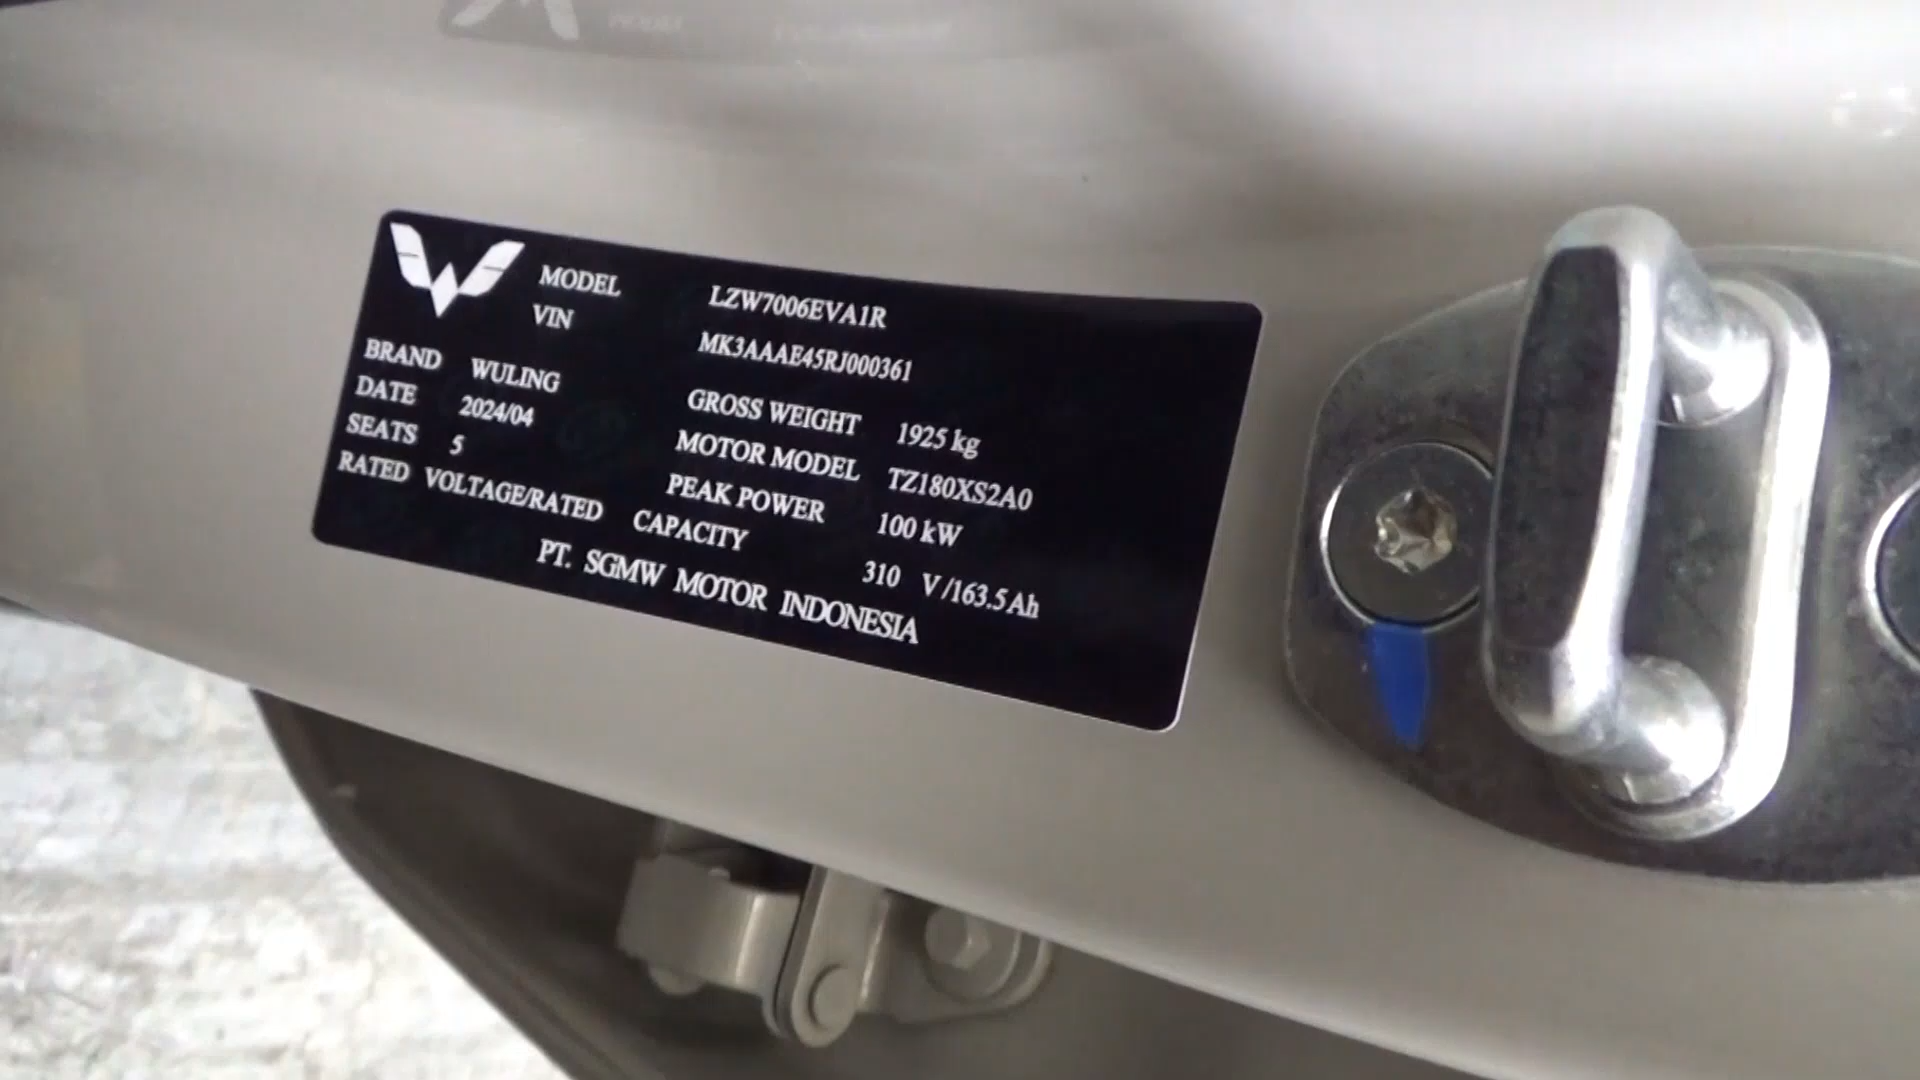 MODEL LZW7006EVA1R
VIN MK3AAAE45RJ000361
BRAND WULING
GROSS WEIGHT 1925 kg
DATE 2024/04
MOTOR MODEL TZ180XS2A0
SEATS 5
PEAK POWER 100 kW
RATED VOLTAGE/RATED CAPACITY 310 V/163.5Ah
PT. SGMW MOTOR INDONESIA